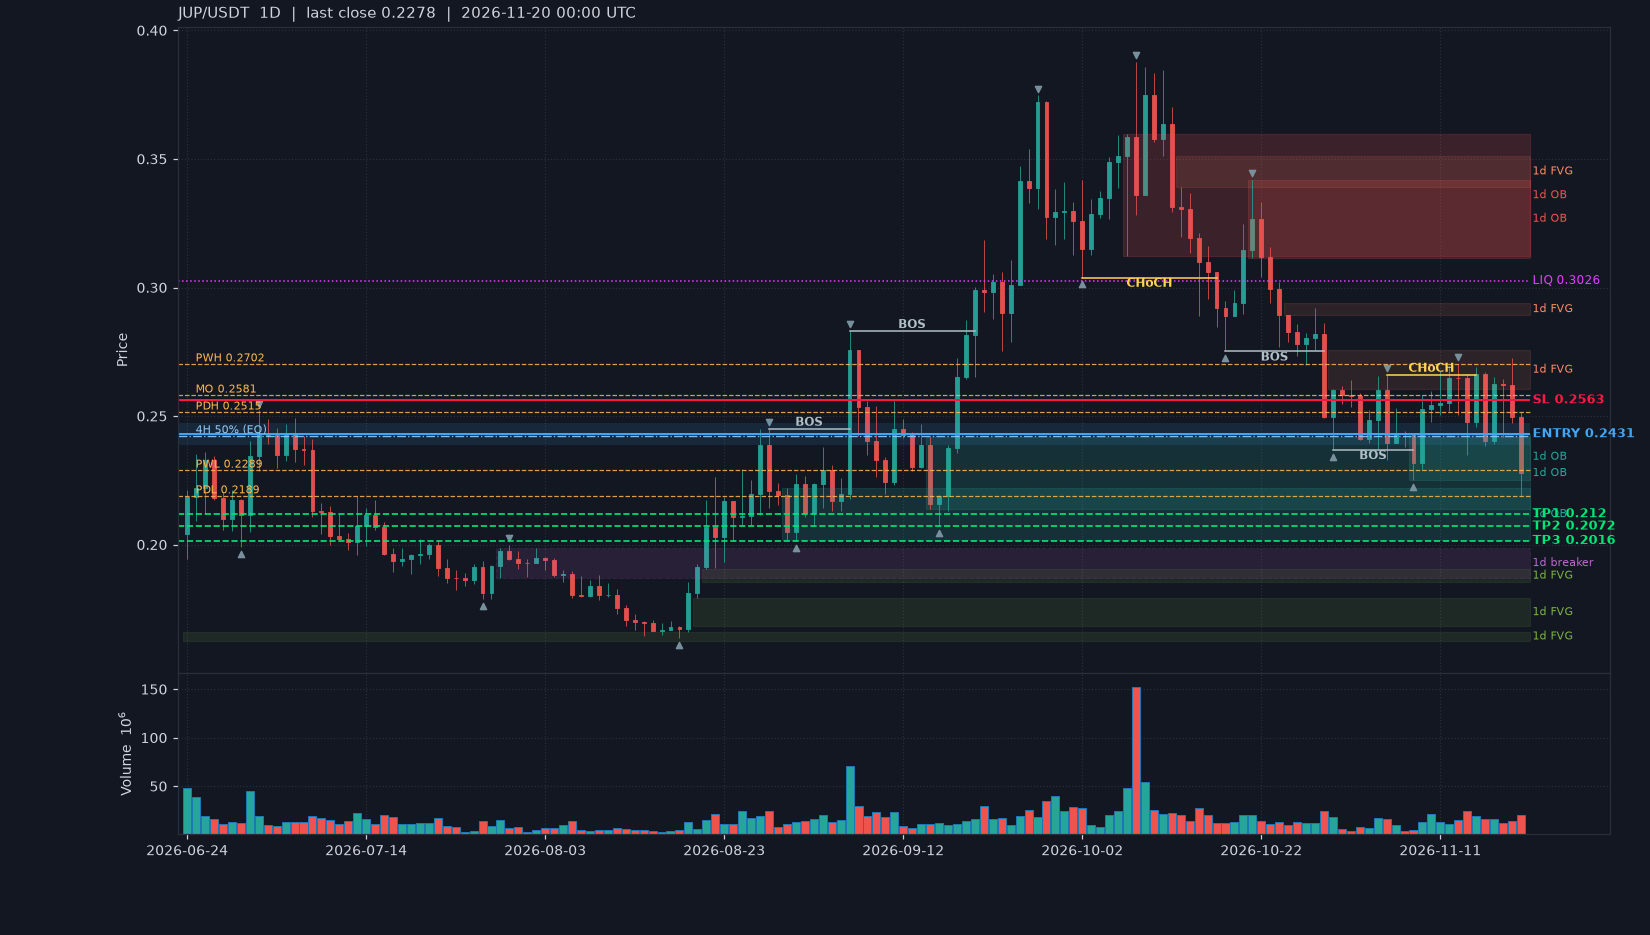 JUP/USDT 1D | last close 0.2278 | 2026-11-20 00:00 UTC
0.40
0.35
0.30
0.25
0.20
Price
1d FVG
1d OB
1d OB
CHoCH
LIQ 0.3026
1d FVG
BOS
BOS
PWH 0.2702
CHoCH
1d FVG
MO 0.2581
SL 0.2563
PDH 0.2515
BOS
4H 50% (EQ)
ENTRY 0.2431
BOS
1d OB
PWL 0.2289
1d OB
PDL 0.2189
TP1 0.212
TP2 0.2072
TP3 0.2016
1d breaker
1d FVG
1d FVG
1d FVG
150
100
50
Volume 10⁶
2026-06-24
2026-07-14
2026-08-03
2026-08-23
2026-09-12
2026-10-02
2026-10-22
2026-11-11